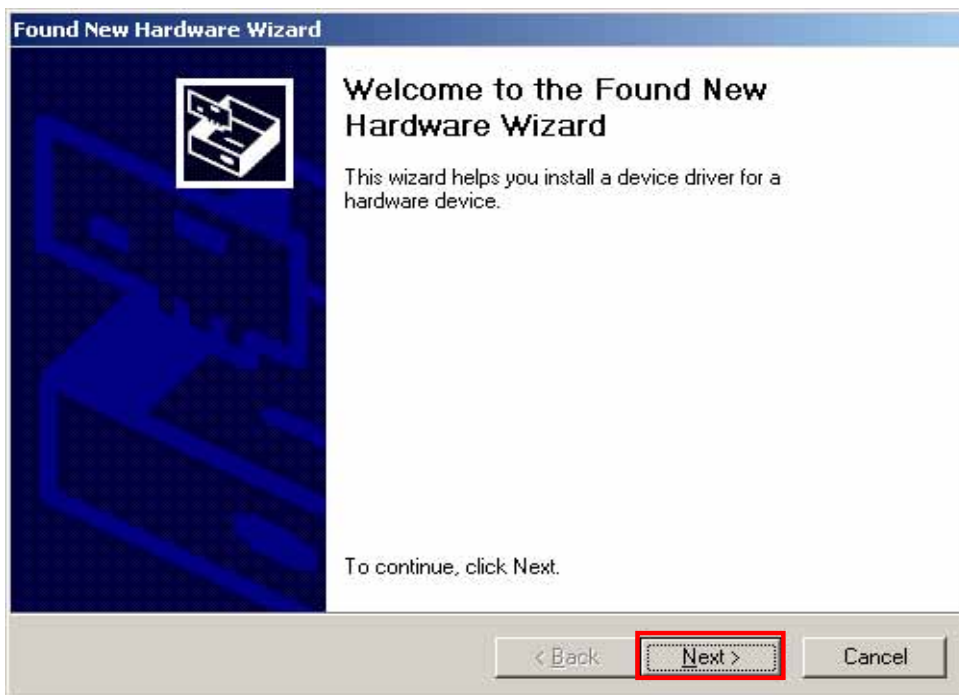 Found New Hardware Wizard
Welcome to the Found New
Hardware Wizard
This wizard helps you install a device driver for a
hardware device.
To continue, click Next.
< Back
Next >
Cancel